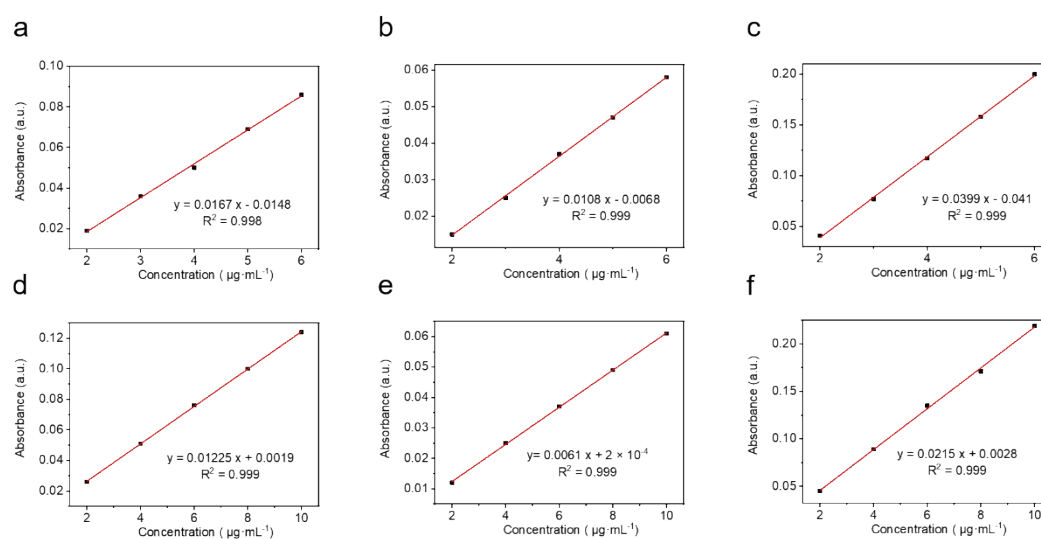 a
Absorbance (a.u.)
0.10
0.08
0.06
0.04
0.02
y = 0.0167 x - 0.0148
R² = 0.998
2 3 4 5 6
Concentration ( μg·mL⁻¹)
b
Absorbance (a.u.)
0.06
0.05
0.04
0.03
0.02
y = 0.0108 x - 0.0068
R² = 0.999
2 3 4 5 6
Concentration ( μg·mL⁻¹)
c
Absorbance (a.u.)
0.20
0.15
0.10
0.05
y = 0.0399 x - 0.041
R² = 0.999
2 3 4 5 6
Concentration ( μg·mL⁻¹)
d
Absorbance (a.u.)
0.12
0.10
0.08
0.06
0.04
0.02
y = 0.01225 x + 0.0019
R² = 0.999
2 4 6 8 10
Concentration ( μg·mL⁻¹)
e
Absorbance (a.u.)
0.06
0.05
0.04
0.03
0.02
0.01
y= 0.0061 x + 2 × 10⁻⁴
R² = 0.999
2 4 6 8 10
Concentration ( μg·mL⁻¹)
f
Absorbance (a.u.)
0.20
0.15
0.10
0.05
y = 0.0215 x + 0.0028
R² = 0.999
2 4 6 8 10
Concentration ( μg·mL⁻¹)